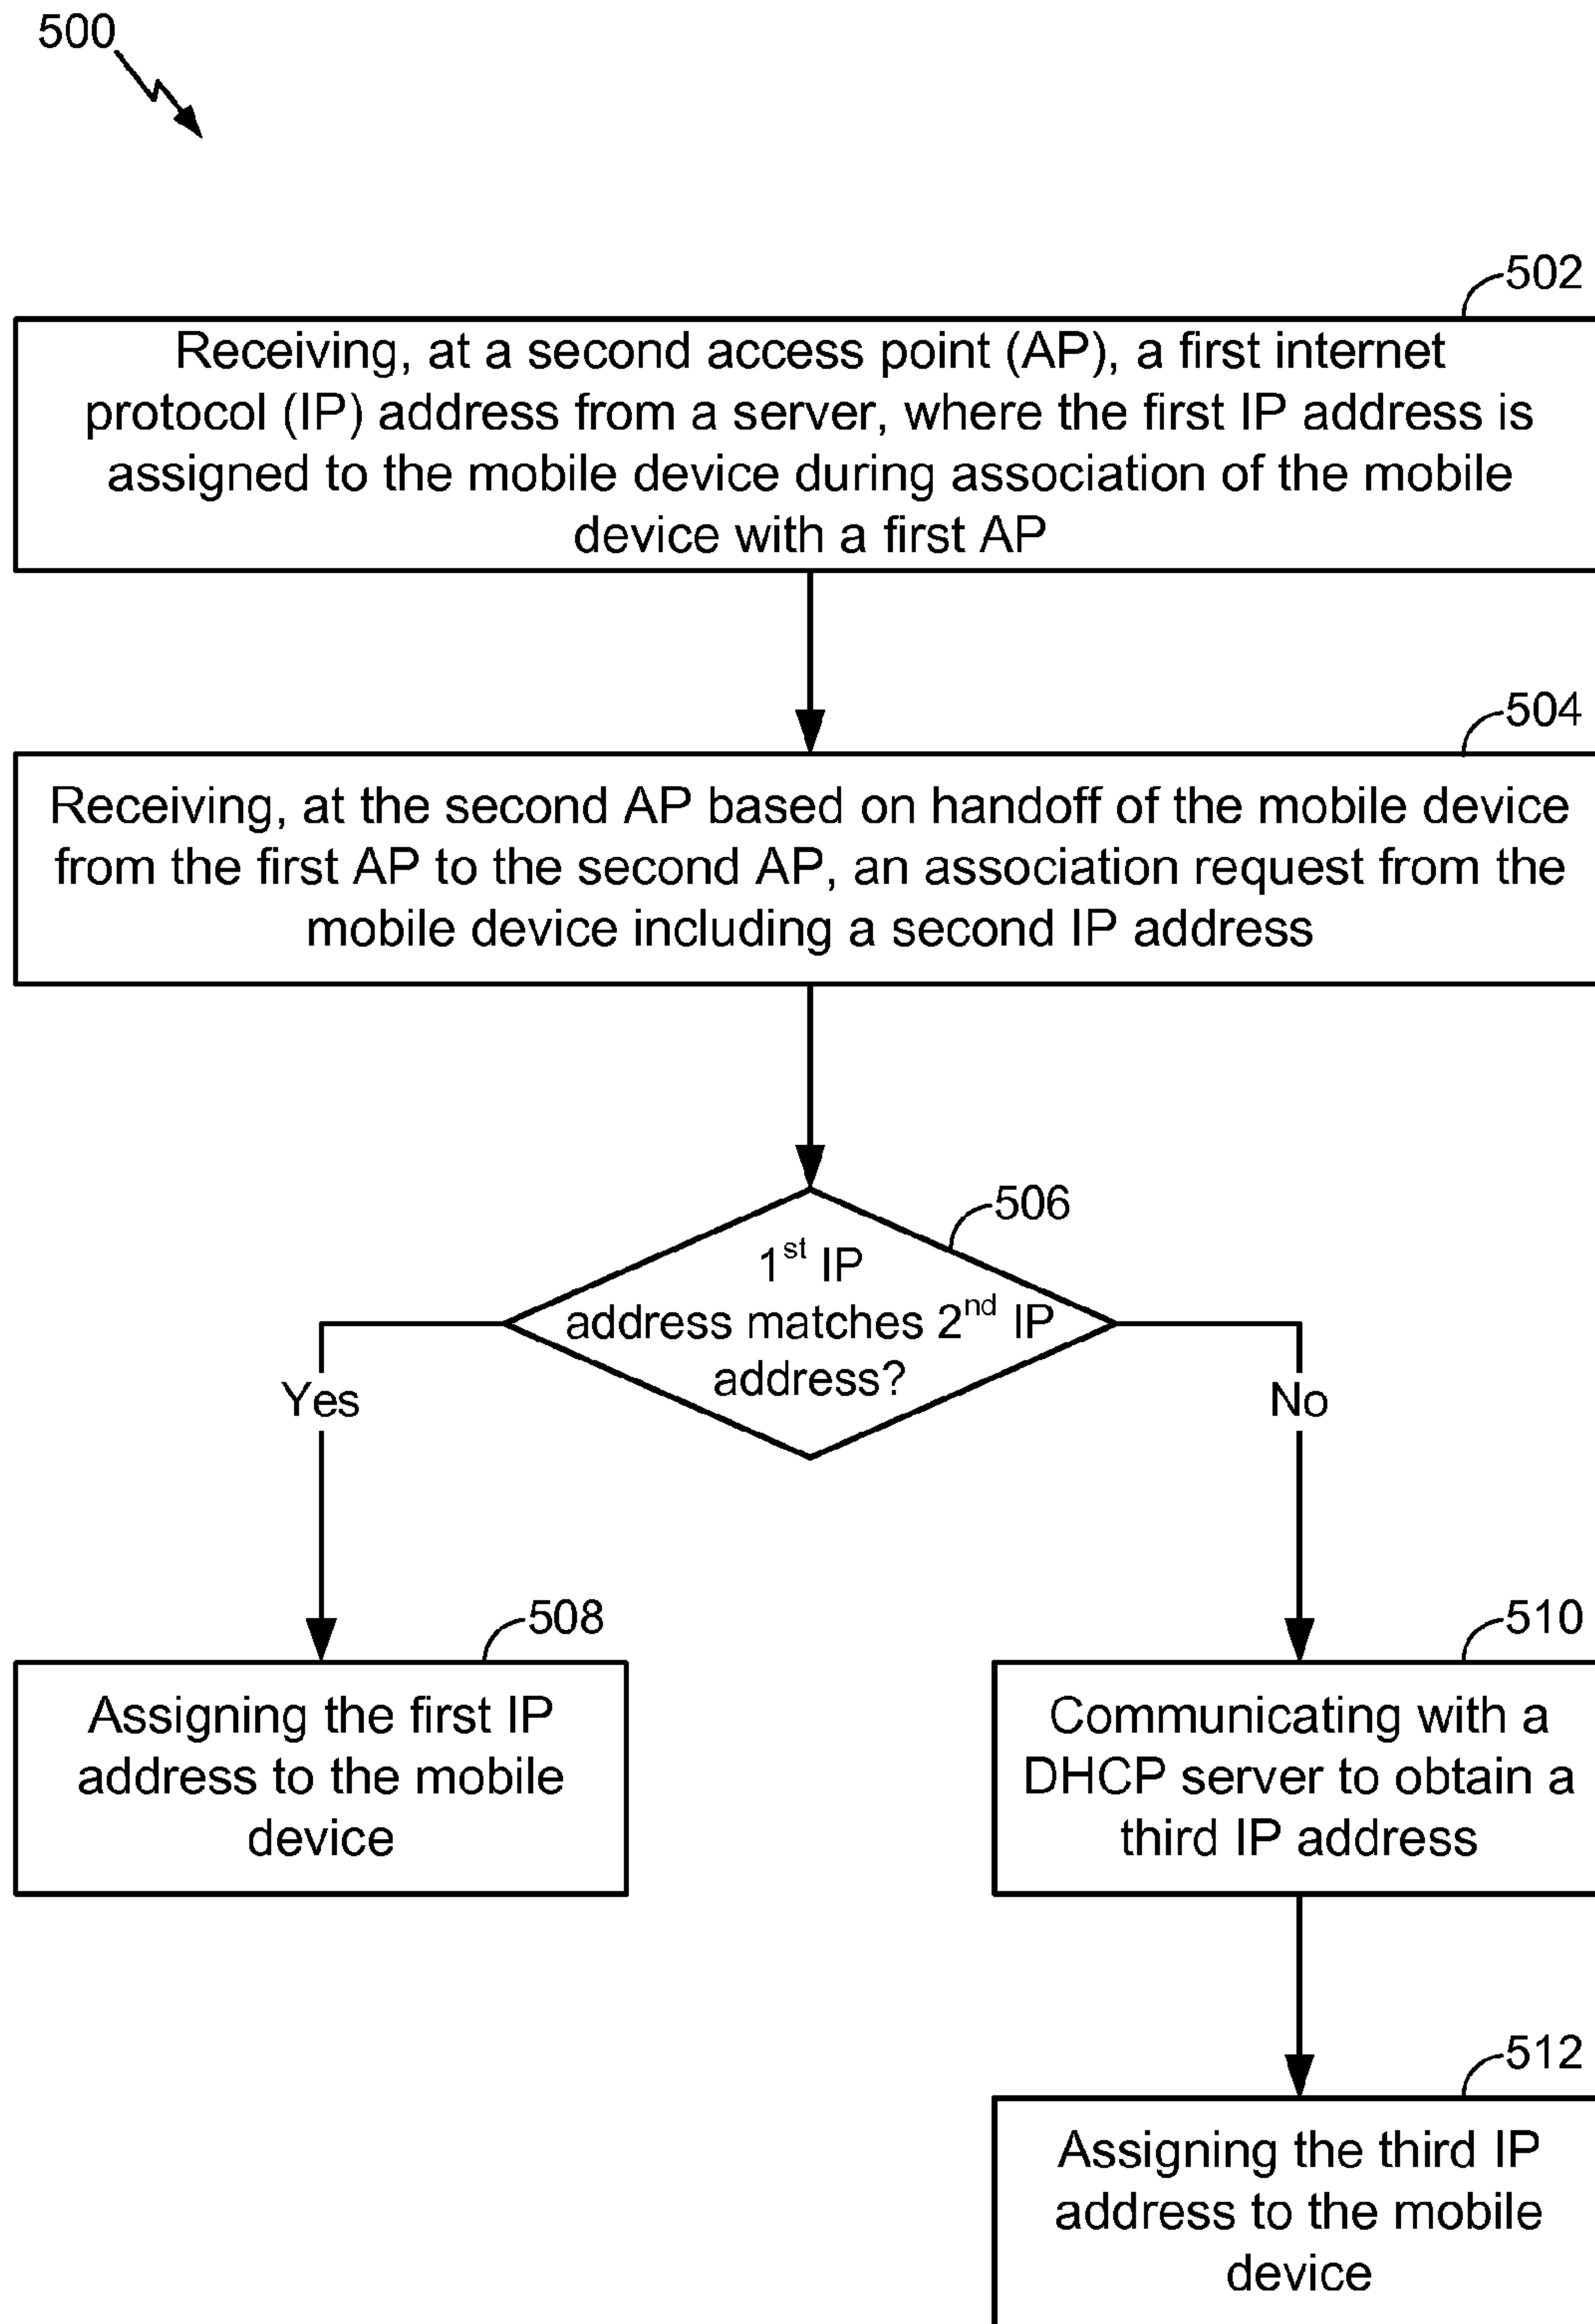 500
502
Receiving, at a second access point (AP), a first internet
protocol (IP) address from a server, where the first IP address is
assigned to the mobile device during association of the mobile
device with a first AP
504
Receiving, at the second AP based on handoff of the mobile device
from the first AP to the second AP, an association request from the
mobile device including a second IP address
506
1st IP
address matches 2nd IP
address?
Yes
No
508
Assigning the first IP
address to the mobile
device
510
Communicating with a
DHCP server to obtain a
third IP address
512
Assigning the third IP
address to the mobile
device